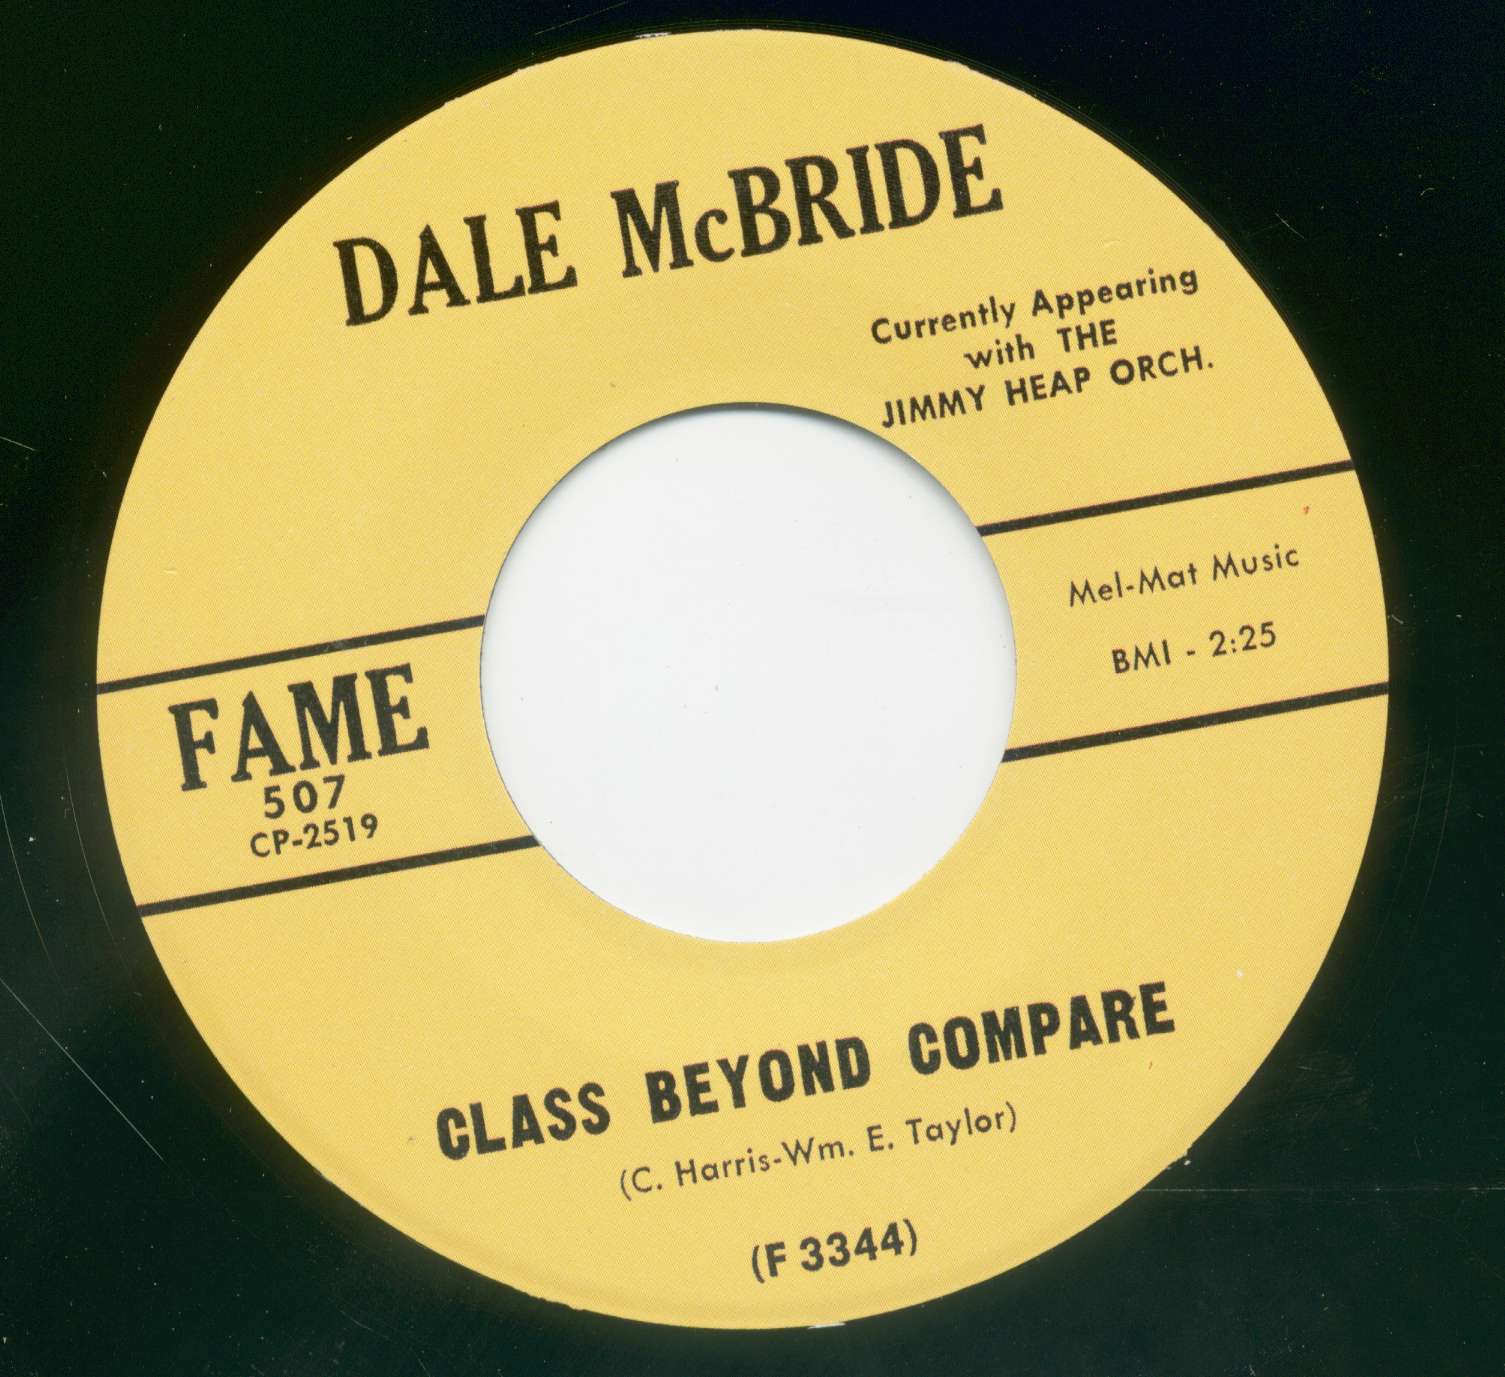 DALE McBRIDE
Currently Appearing
with THE
JIMMY HEAP ORCH.
FAME
507
CP-2519
Mel-Mat Music
BMI - 2:25
CLASS BEYOND COMPARE
(C. Harris-Wm. E. Taylor)
(F 3344)